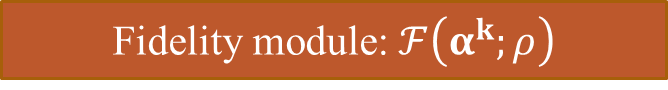 Fidelity module: ℱ(𝛂ᵏ; ρ)